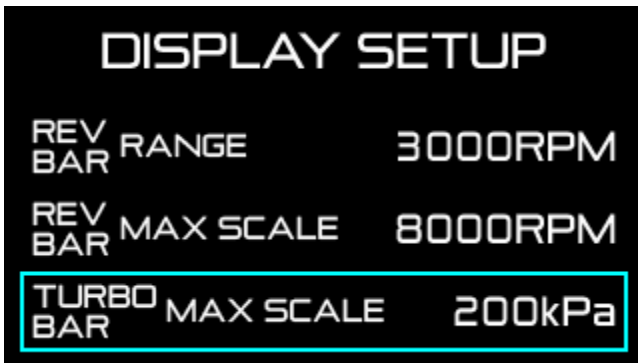 DISPLAY SETUP
REV BAR RANGE 3000RPM
REV BAR MAX SCALE 8000RPM
TURBO BAR MAX SCALE 200kPa